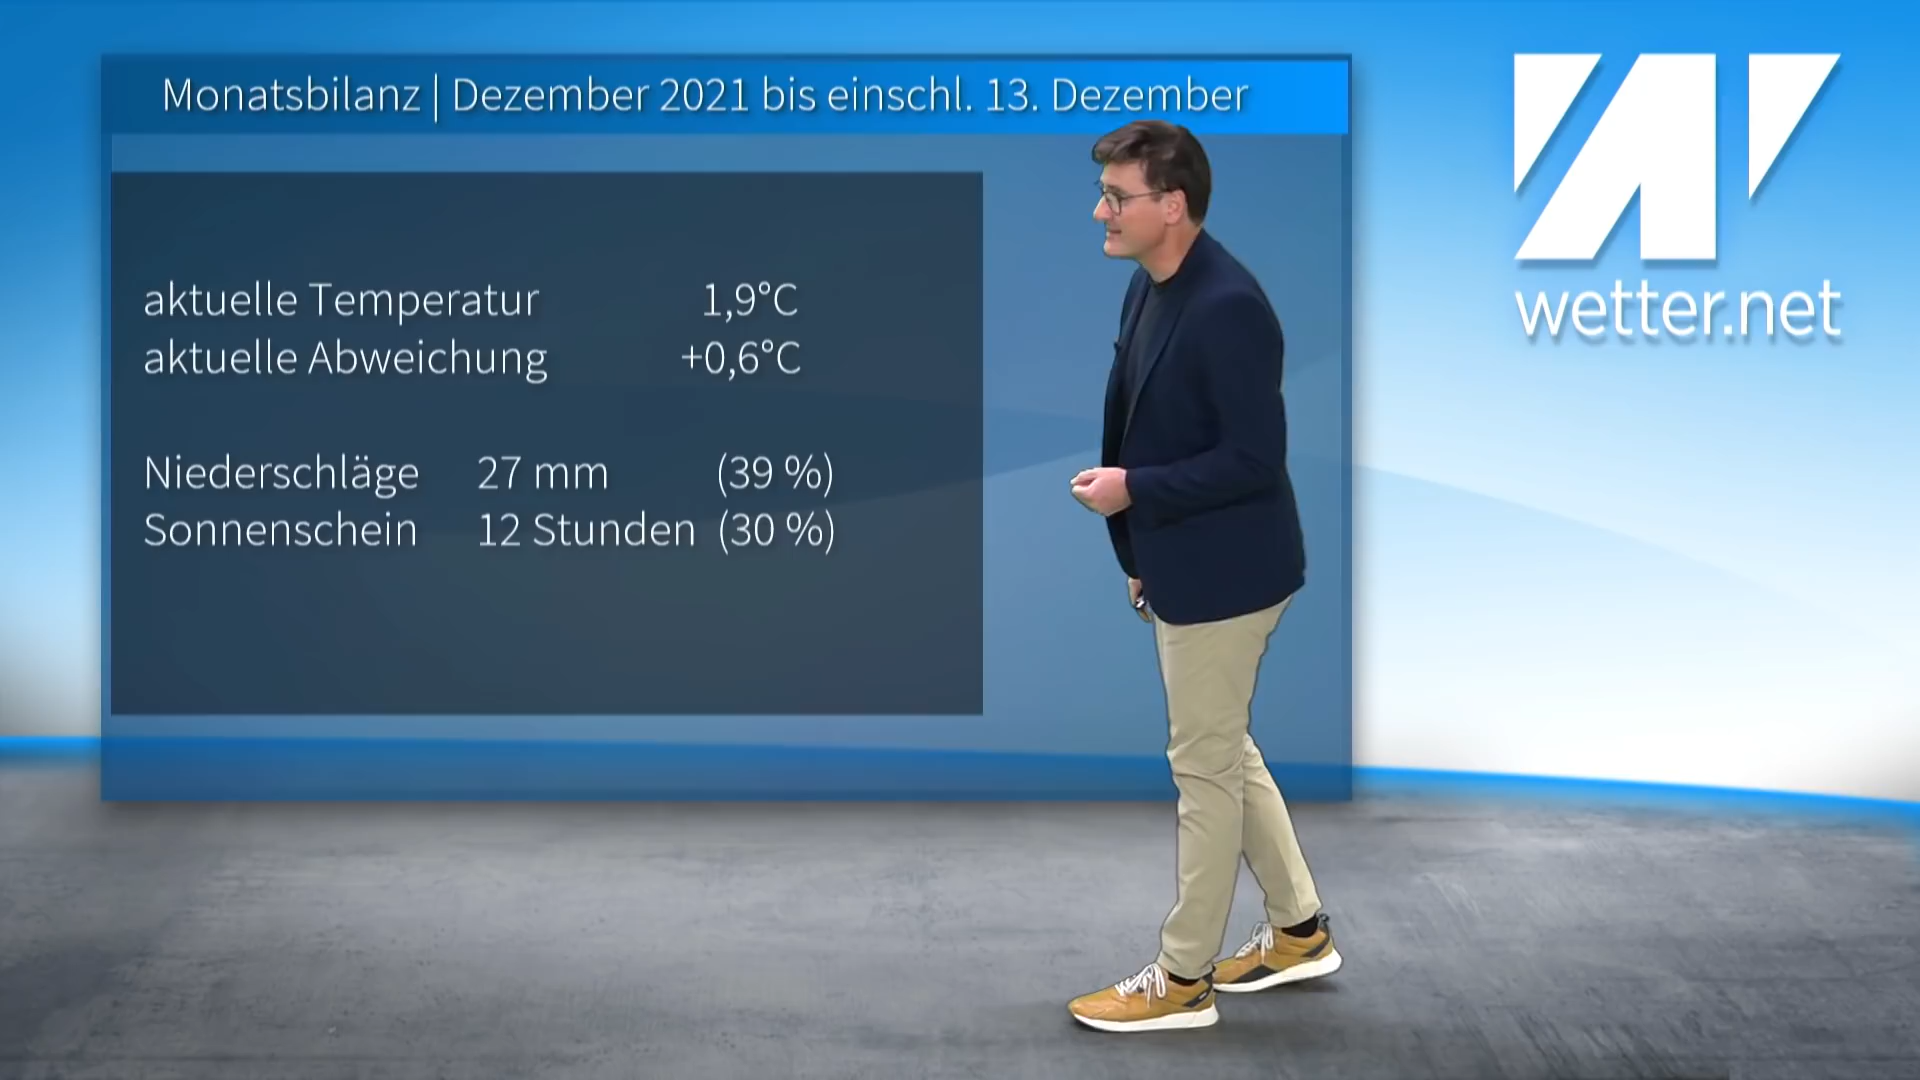 Monatsbilanz | Dezember 2021 bis einschl. 13. Dezember
aktuelle Temperatur 1,9°C
aktuelle Abweichung +0,6°C
Niederschläge 27 mm (39 %)
Sonnenschein 12 Stunden (30 %)
wetter.net